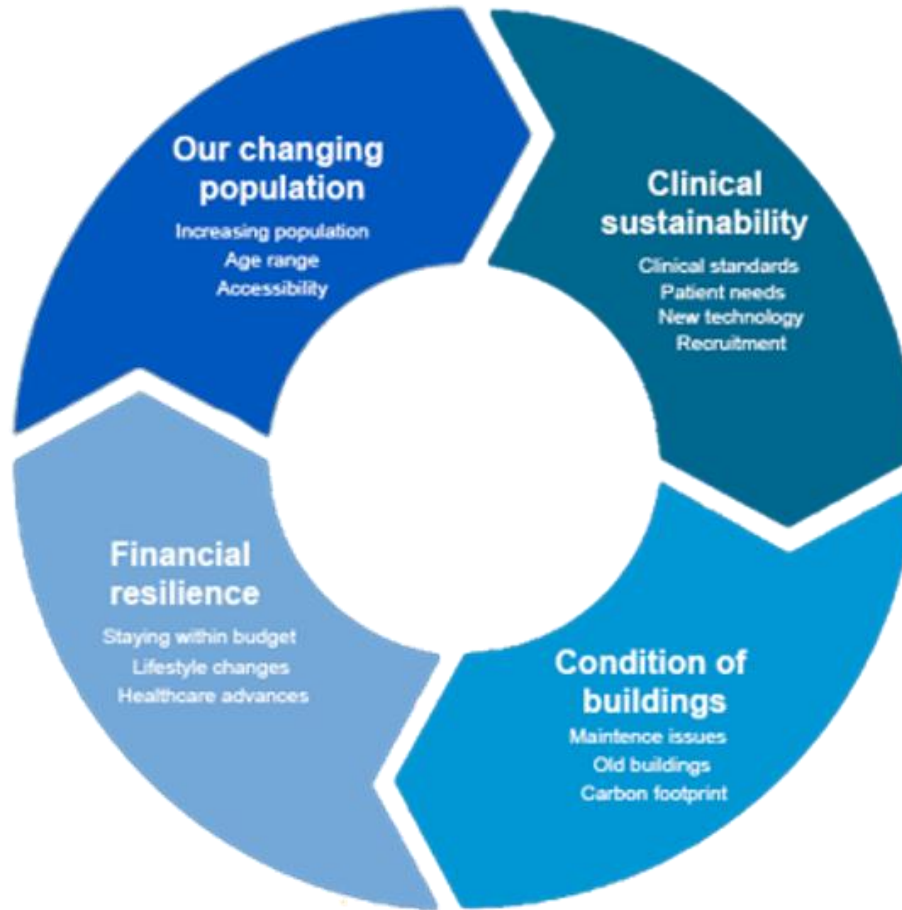 Our changing
population
Increasing population
Age range
Accessibility
Clinical
sustainability
Clinical standards
Patient needs
New technology
Recruitment
Condition of
buildings
Maintence issues
Old buildings
Carbon footprint
Financial
resilience
Staying within budget
Lifestyle changes
Healthcare advances